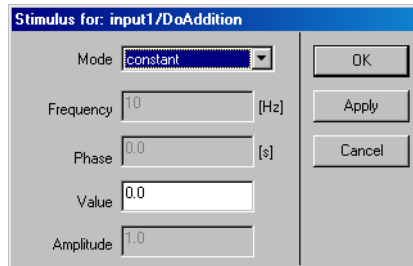 Stimulus for: input1/DoAddition
Mode constant
OK
Frequency 10 [Hz]
Apply
Phase 0.0 [s]
Cancel
Value 0.0
Amplitude 1.0